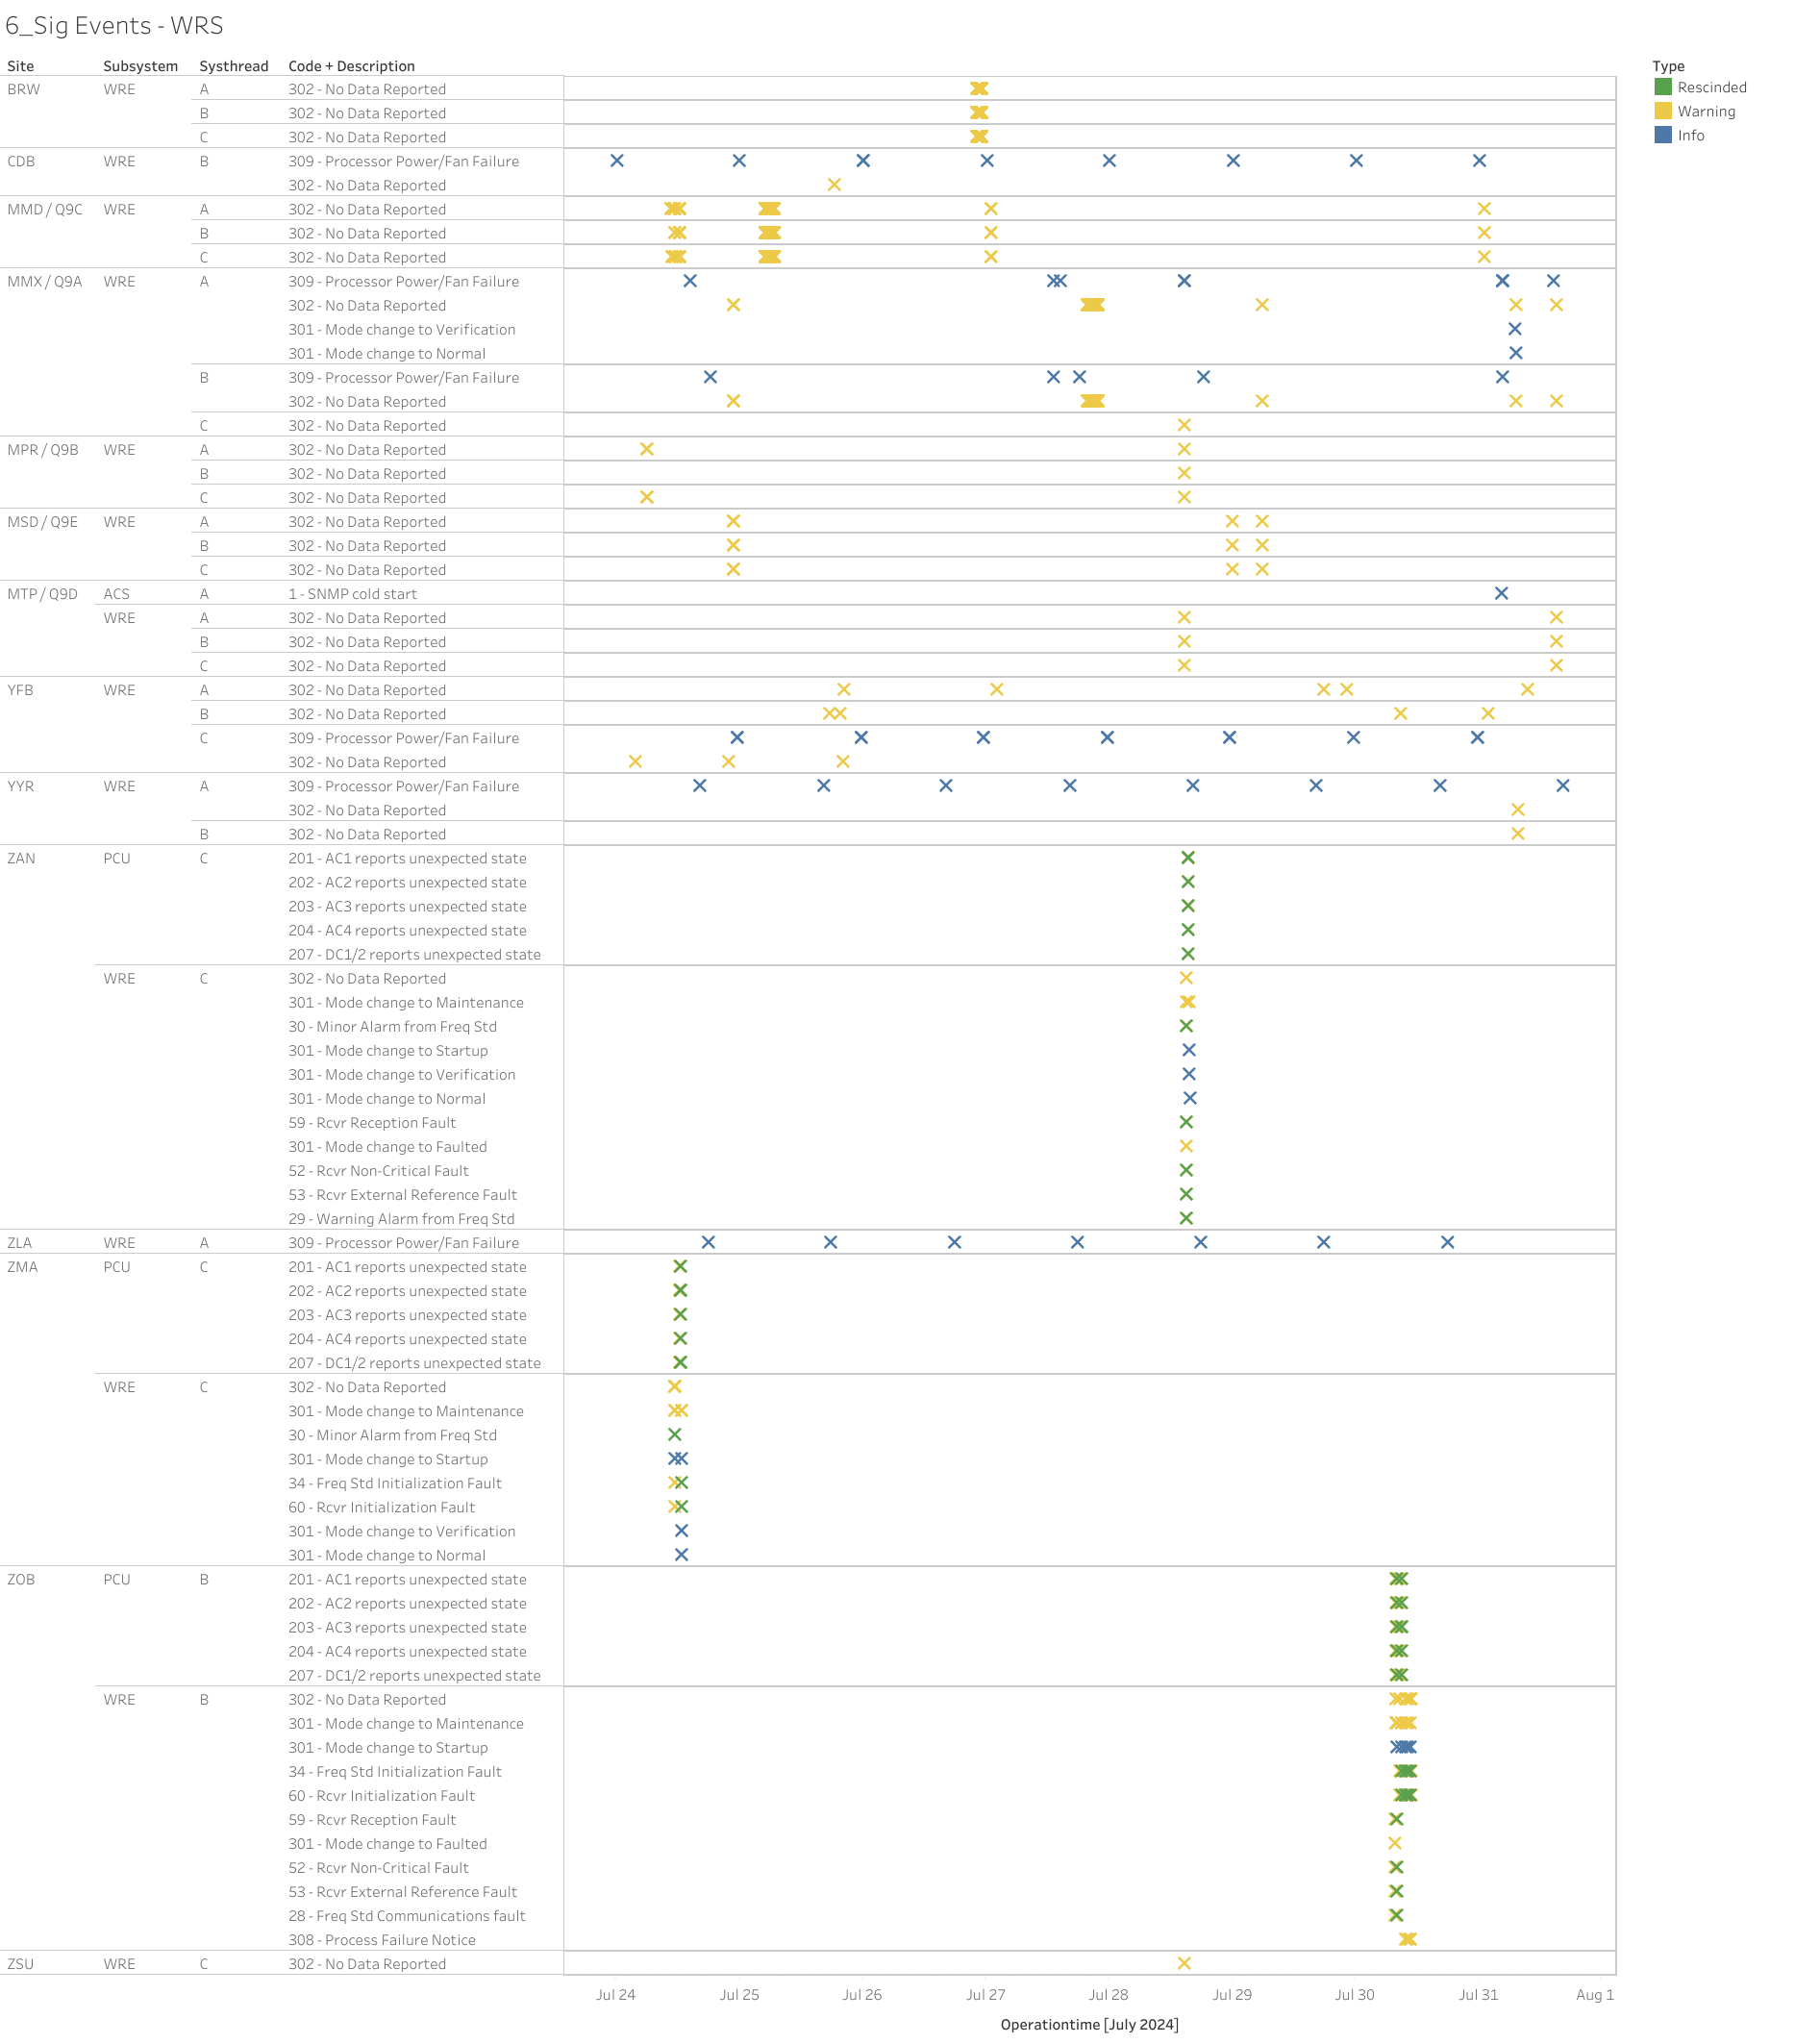 6_Sig Events - WRS
Site Subsystem Systhread Code + Description
Type
Rescinded
Warning
Info
BRW WRE A 302 - No Data Reported
B 302 - No Data Reported
C 302 - No Data Reported
CDB WRE B 309 - Processor Power/Fan Failure
302 - No Data Reported
MMD / Q9C WRE A 302 - No Data Reported
B 302 - No Data Reported
C 302 - No Data Reported
MMX / Q9A WRE A 309 - Processor Power/Fan Failure
302 - No Data Reported
301 - Mode change to Verification
301 - Mode change to Normal
B 309 - Processor Power/Fan Failure
302 - No Data Reported
C 302 - No Data Reported
MPR / Q9B WRE A 302 - No Data Reported
B 302 - No Data Reported
C 302 - No Data Reported
MSD / Q9E WRE A 302 - No Data Reported
B 302 - No Data Reported
C 302 - No Data Reported
MTP / Q9D ACS A 1 - SNMP cold start
WRE A 302 - No Data Reported
B 302 - No Data Reported
C 302 - No Data Reported
YFB WRE A 302 - No Data Reported
B 302 - No Data Reported
C 309 - Processor Power/Fan Failure
302 - No Data Reported
YYR WRE A 309 - Processor Power/Fan Failure
302 - No Data Reported
B 302 - No Data Reported
ZAN PCU C 201 - AC1 reports unexpected state
202 - AC2 reports unexpected state
203 - AC3 reports unexpected state
204 - AC4 reports unexpected state
207 - DC1/2 reports unexpected state
WRE C 302 - No Data Reported
301 - Mode change to Maintenance
30 - Minor Alarm from Freq Std
301 - Mode change to Startup
301 - Mode change to Verification
301 - Mode change to Normal
59 - Rcvr Reception Fault
301 - Mode change to Faulted
52 - Rcvr Non-Critical Fault
53 - Rcvr External Reference Fault
29 - Warning Alarm from Freq Std
ZLA WRE A 309 - Processor Power/Fan Failure
ZMA PCU C 201 - AC1 reports unexpected state
202 - AC2 reports unexpected state
203 - AC3 reports unexpected state
204 - AC4 reports unexpected state
207 - DC1/2 reports unexpected state
WRE C 302 - No Data Reported
301 - Mode change to Maintenance
30 - Minor Alarm from Freq Std
301 - Mode change to Startup
34 - Freq Std Initialization Fault
60 - Rcvr Initialization Fault
301 - Mode change to Verification
301 - Mode change to Normal
ZOB PCU B 201 - AC1 reports unexpected state
202 - AC2 reports unexpected state
203 - AC3 reports unexpected state
204 - AC4 reports unexpected state
207 - DC1/2 reports unexpected state
WRE B 302 - No Data Reported
301 - Mode change to Maintenance
301 - Mode change to Startup
34 - Freq Std Initialization Fault
60 - Rcvr Initialization Fault
59 - Rcvr Reception Fault
301 - Mode change to Faulted
52 - Rcvr Non-Critical Fault
53 - Rcvr External Reference Fault
28 - Freq Std Communications fault
308 - Process Failure Notice
ZSU WRE C 302 - No Data Reported
Jul 24 Jul 25 Jul 26 Jul 27 Jul 28 Jul 29 Jul 30 Jul 31 Aug 1
Operationtime [July 2024]